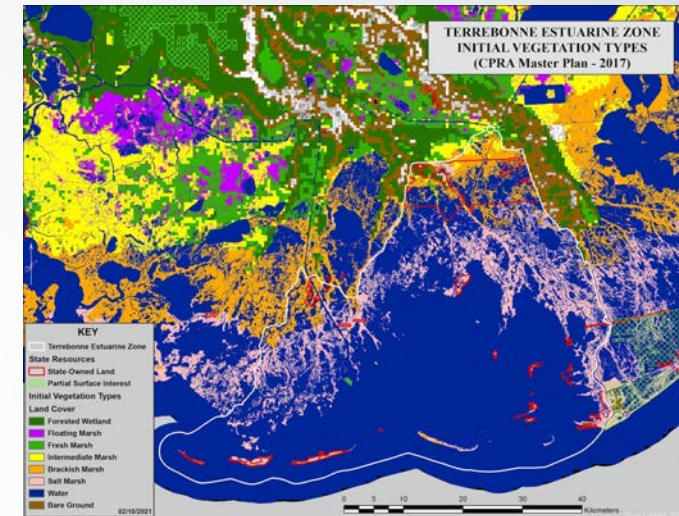 TERREBONNE ESTUARINE ZONE
INITIAL VEGETATION TYPES
(CPRA Master Plan - 2017)
KEY
Terrebonne Estuarine Zone
State Resources
State-Owned Land
Partial Surface Interest
Initial Vegetation Types
Land Cover
Forested Wetland
Floating Marsh
Fresh Marsh
Intermediate Marsh
Brackish Marsh
Salt Marsh
Water
Bare Ground
02/10/2021
0 5 10 20 30 40
Kilometers